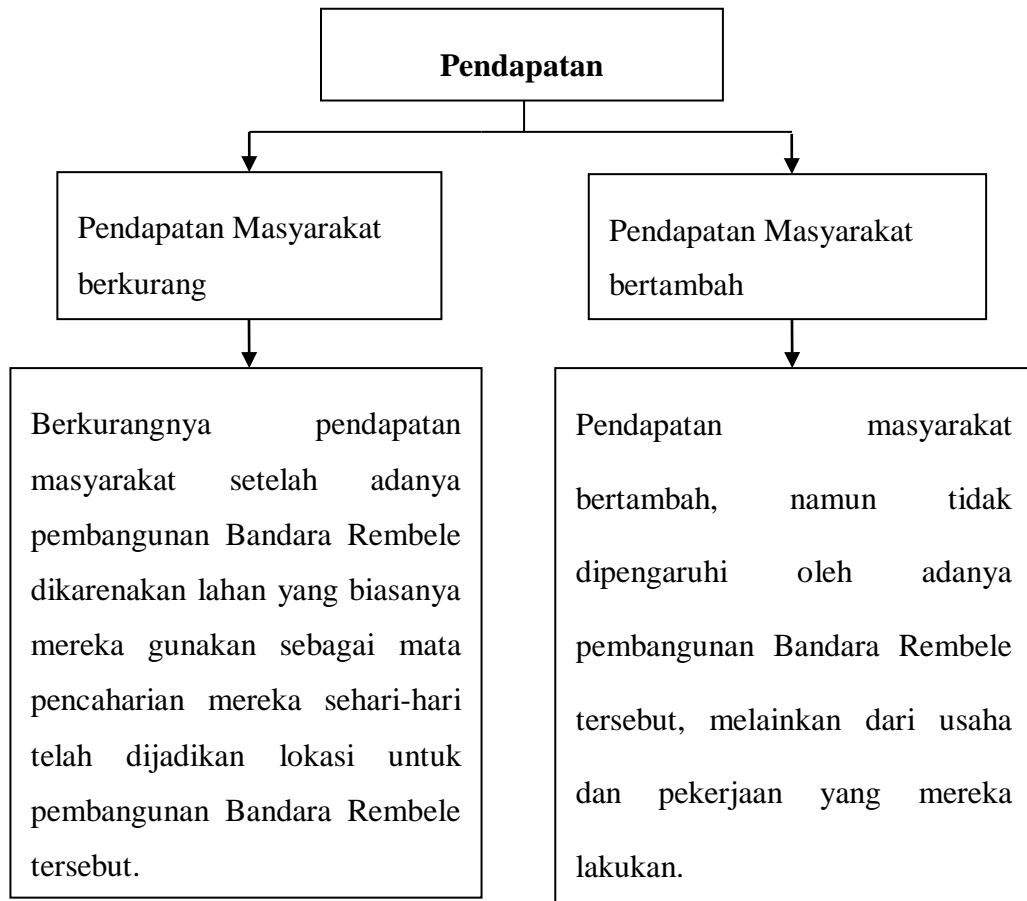 Pendapatan
Pendapatan Masyarakat
berkurang
Pendapatan Masyarakat
bertambah
Berkurangnya pendapatan
masyarakat setelah adanya
pembangunan Bandara Rembele
dikarenakan lahan yang biasanya
mereka gunakan sebagai mata
pencaharian mereka sehari-hari
telah dijadikan lokasi untuk
pembangunan Bandara Rembele
tersebut.
Pendapatan masyarakat
bertambah, namun tidak
dipengaruhi oleh adanya
pembangunan Bandara Rembele
tersebut, melainkan dari usaha
dan pekerjaan yang mereka
lakukan.